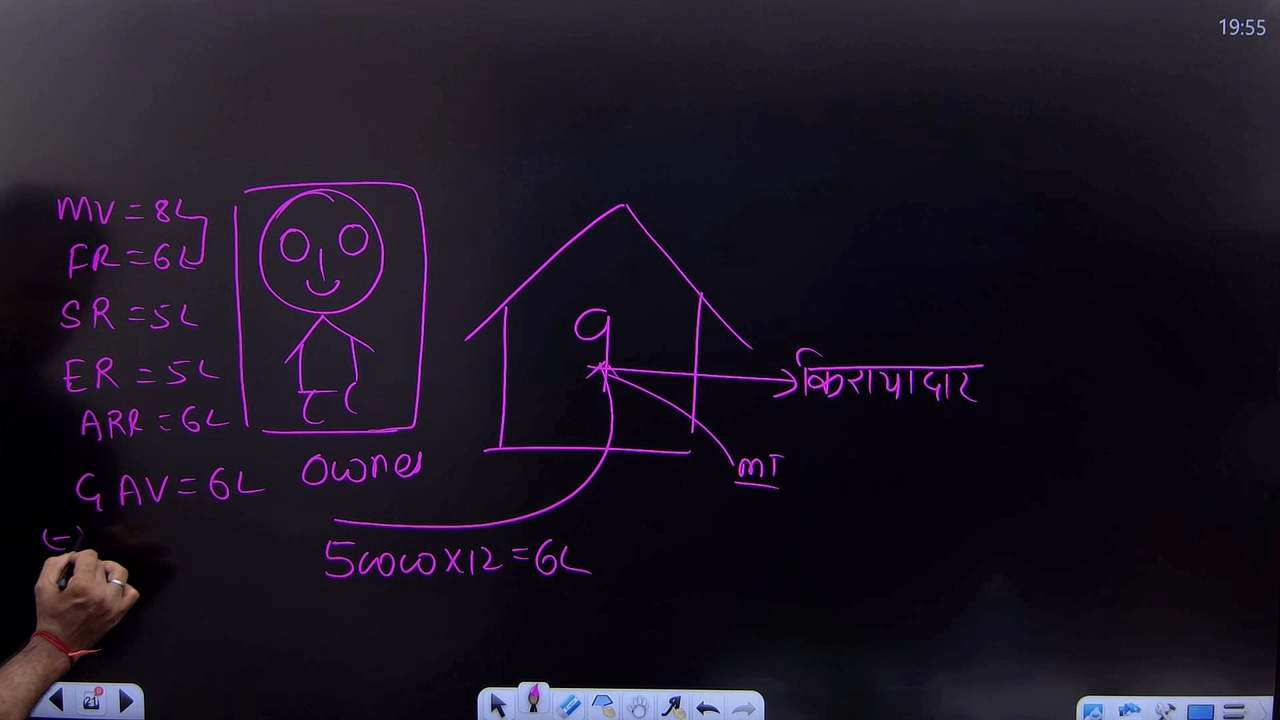 19:55
MV = 8L
FR = 6L
SR = 5L
ER = 5L
ARR = 6L
GAV = 6L
(-)
Owner
50000 x 12 = 6L
किरायादार
MT
21